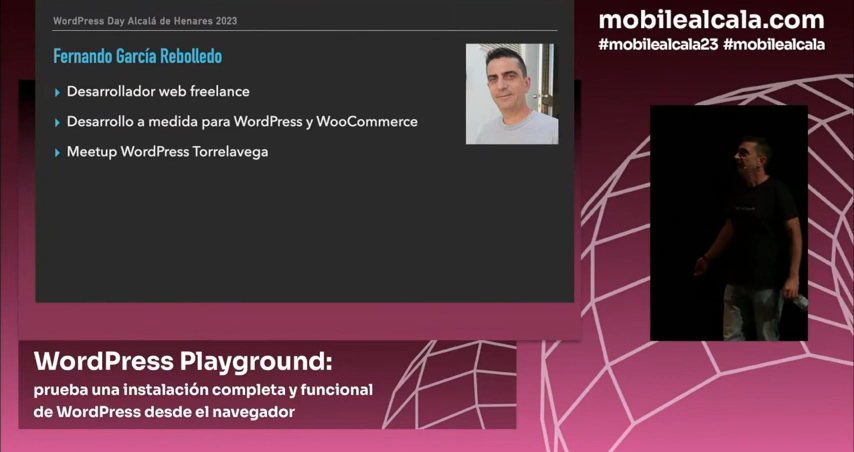 WordPress Day Alcalá de Henares 2023
Fernando García Rebolledo
Desarrollador web freelance
Desarrollo a medida para WordPress y WooCommerce
Meetup WordPress Torrelavega
mobilealcala.com
#mobilealcala23 #mobilealcala
WordPress Playground:
prueba una instalación completa y funcional
de WordPress desde el navegador